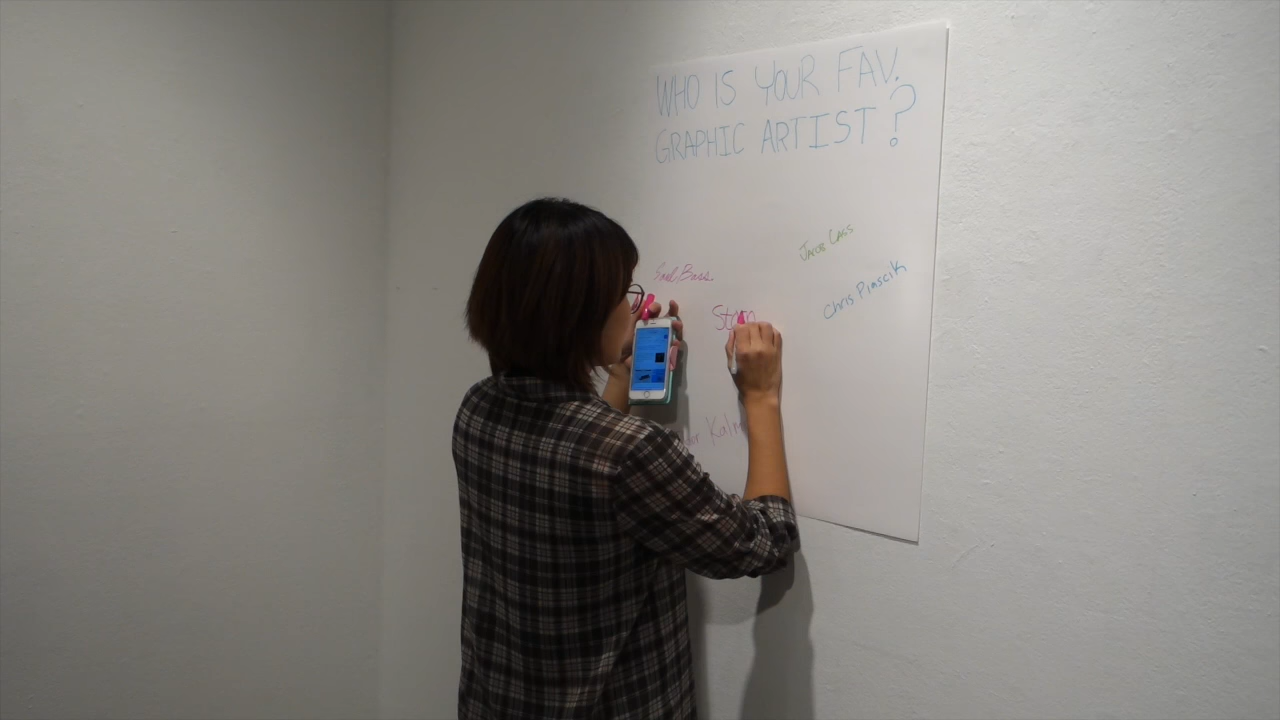 WHO IS YOUR FAV.
GRAPHIC ARTIST?
Jacob Cass
Saul Bass
Chris Piascik